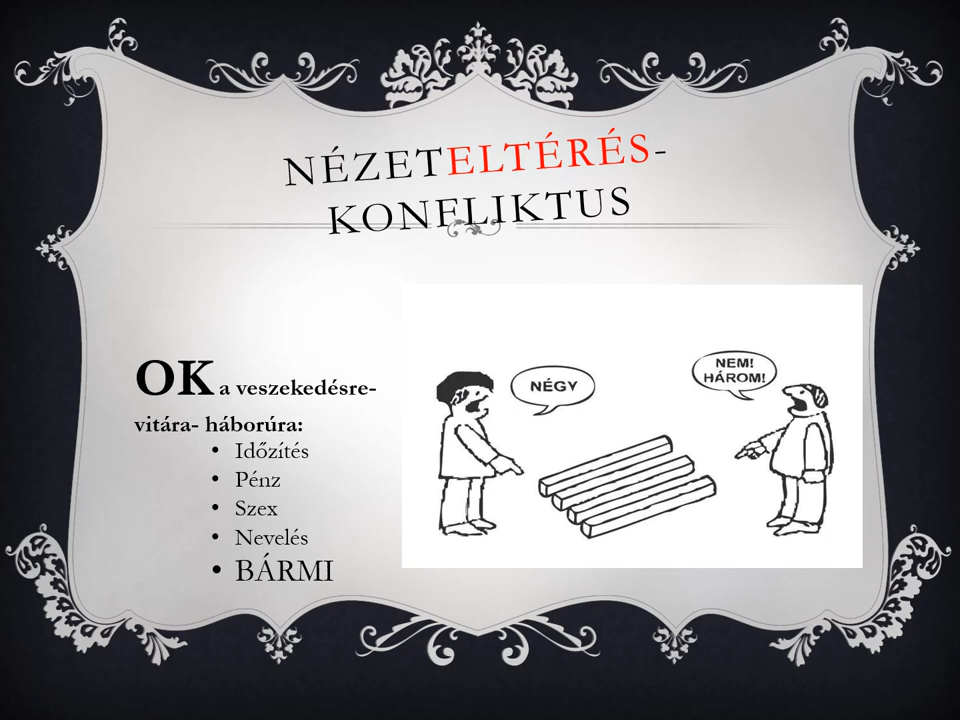 NÉZETELTÉRÉS-
KONFLIKTUS
OK a veszekedésre-
vitára- háborúra:
• Időzítés
• Pénz
• Szex
• Nevelés
• BÁRMI
NÉGY
NEM!
HÁROM!